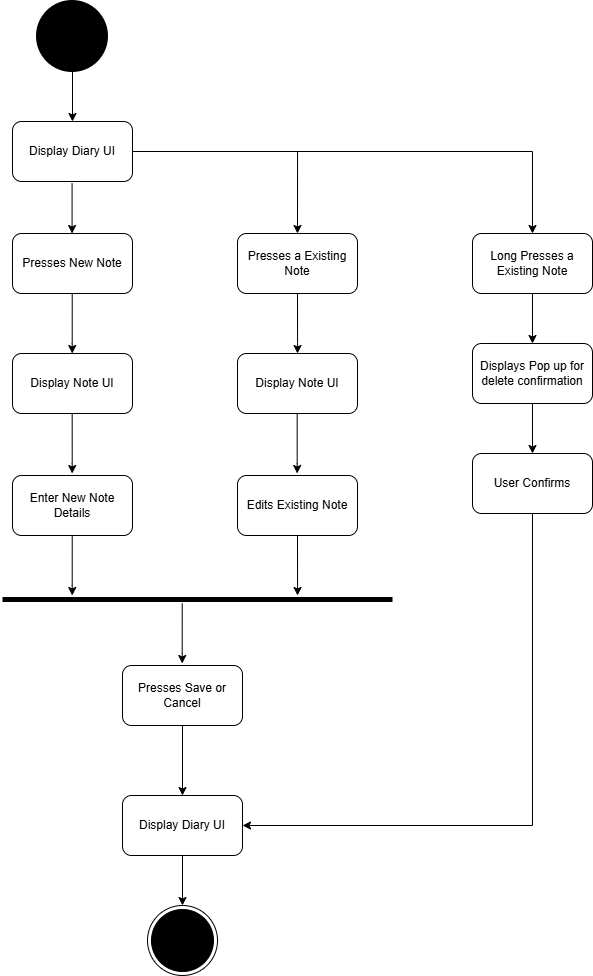 Display Diary UI
Presses New Note
Presses a Existing
Note
Long Presses a
Existing Note
Display Note UI
Display Note UI
Displays Pop up for
delete confirmation
Enter New Note
Details
Edits Existing Note
User Confirms
Presses Save or
Cancel
Display Diary UI